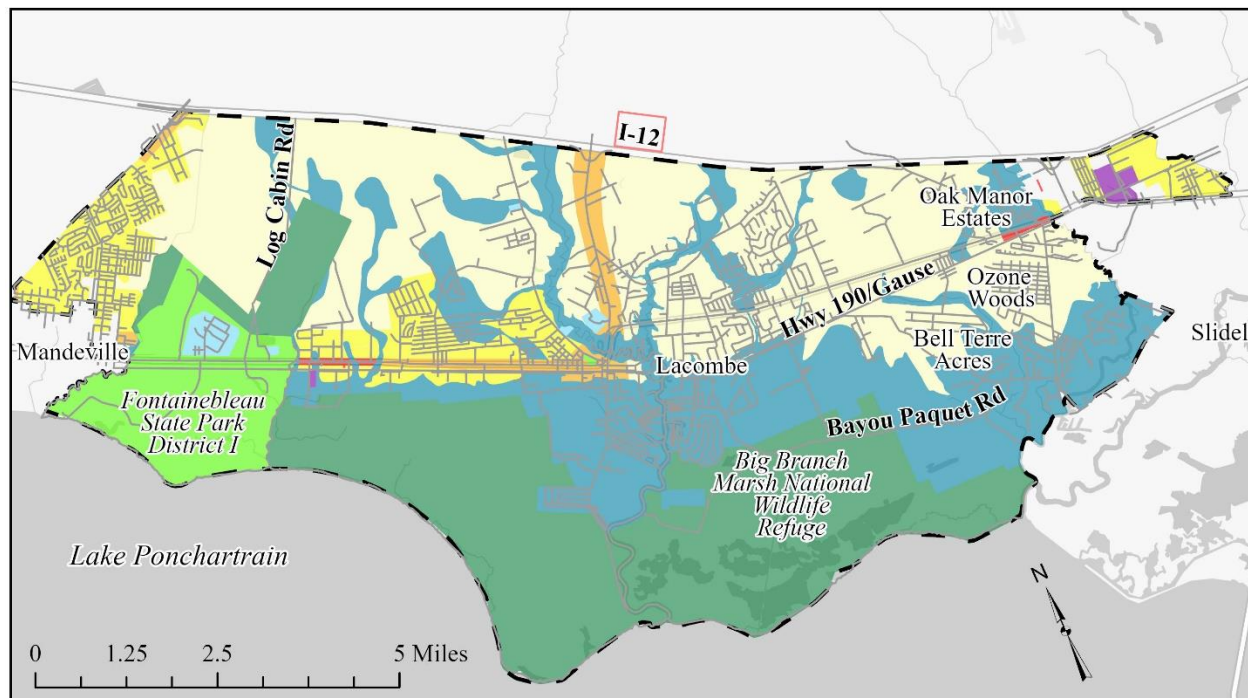 I-12
Log Cabin Rd
Oak Manor
Estates
Hwy 190/Gause
Ozone
Woods
Bell Terre
Acres
Slidel
Mandeville
Lacombe
Fontainebleau
State Park
District I
Bayou Paquet Rd
Big Branch
Marsh National
Wildlife
Refuge
Lake Ponchartrain
N
0 1.25 2.5 5 Miles